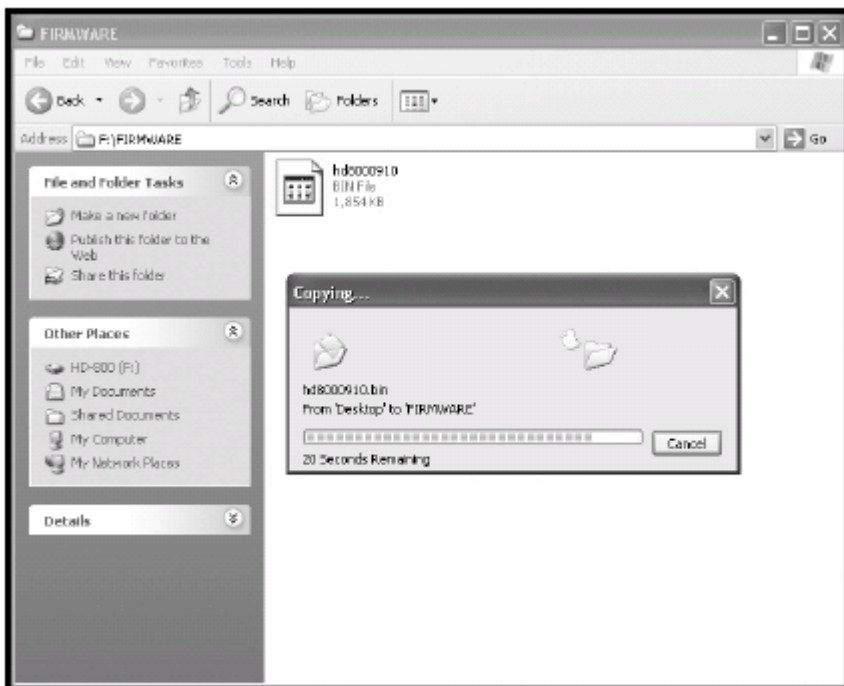 FIRMWARE
File Edit View Favorites Tools Help
Back Search Folders
Address F:\FIRMWARE Go
File and Folder Tasks
Make a new folder
Publish this folder to the
Web
Share this folder
Other Places
HD-800 (F:)
My Documents
Shared Documents
My Computer
My Network Places
Details
hd8000910
BIN File
1,854 KB
Copying...
hd8000910.bin
From 'Desktop' to 'FIRMWARE'
20 Seconds Remaining
Cancel